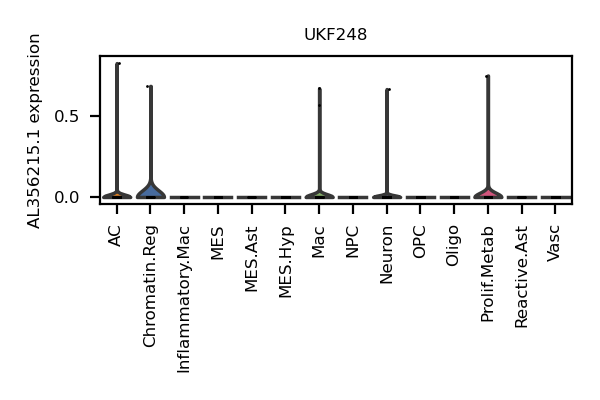 UKF248
AL356215.1 expression
0.5
0.0
AC
Chromatin.Reg
Inflammatory.Mac
MES
MES.Ast
MES.Hyp
Mac
NPC
Neuron
OPC
Oligo
Prolif.Metab
Reactive.Ast
Vasc